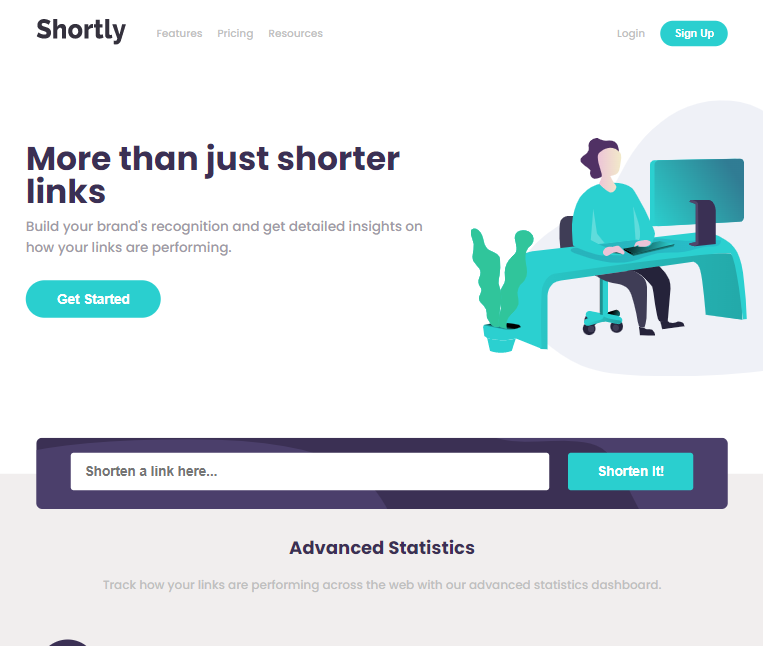 Shortly
Features
Pricing
Resources
Login
Sign Up
More than just shorter
links
Build your brand's recognition and get detailed insights on
how your links are performing.
Get Started
Shorten a link here...
Shorten It!
Advanced Statistics
Track how your links are performing across the web with our advanced statistics dashboard.